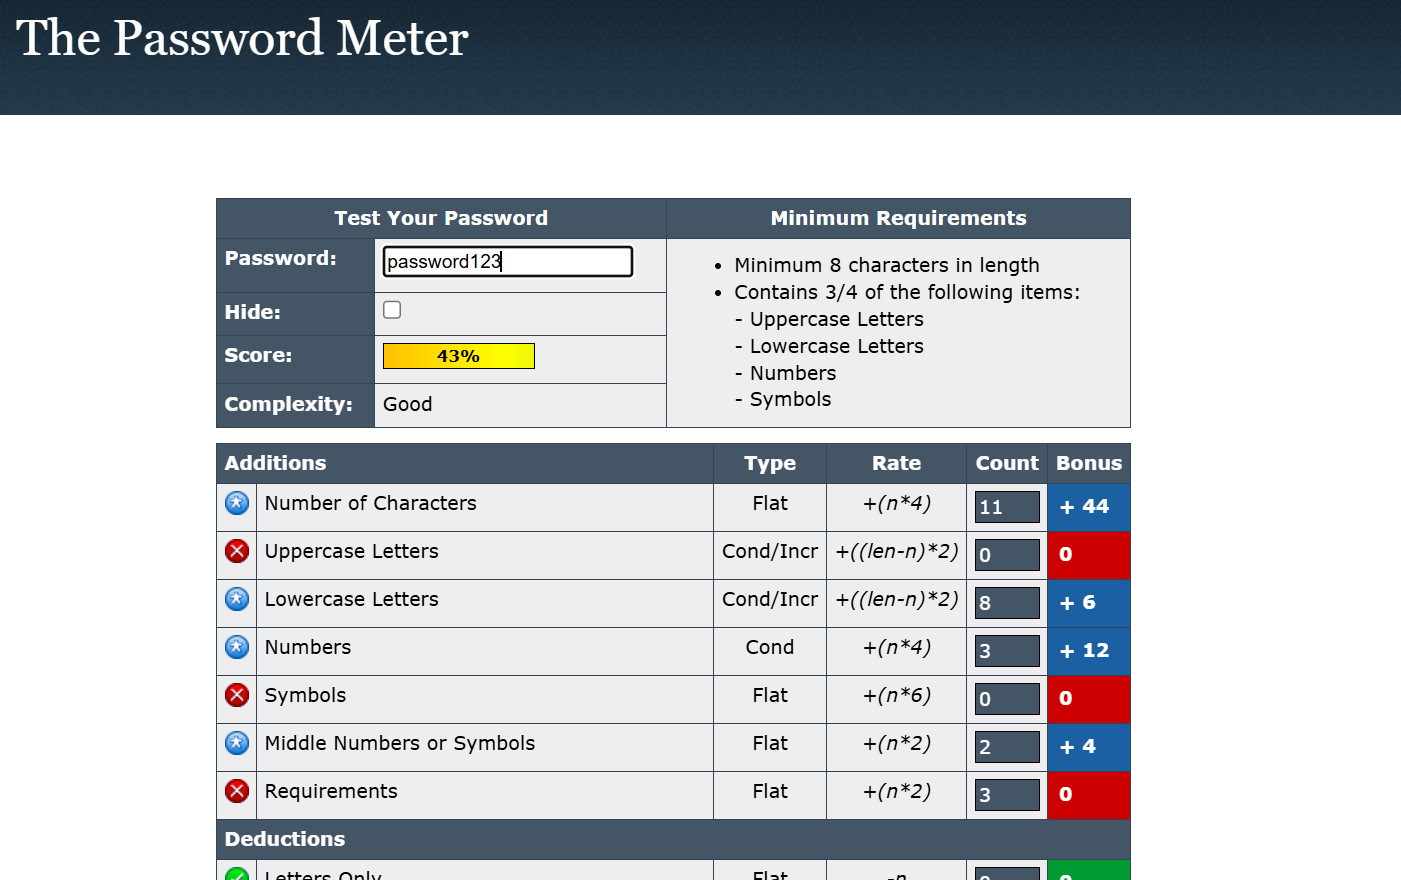 The Password Meter
Test Your Password Minimum Requirements
Password: password123
Hide:
Score: 43%
Complexity: Good
• Minimum 8 characters in length
• Contains 3/4 of the following items:
- Uppercase Letters
- Lowercase Letters
- Numbers
- Symbols
Additions Type Rate Count Bonus
Number of Characters Flat +(n*4) 11 + 44
Uppercase Letters Cond/Incr +((len-n)*2) 0 0
Lowercase Letters Cond/Incr +((len-n)*2) 8 + 6
Numbers Cond +(n*4) 3 + 12
Symbols Flat +(n*6) 0 0
Middle Numbers or Symbols Flat +(n*2) 2 + 4
Requirements Flat +(n*2) 3 0
Deductions
Letters Only Flat -n 0 0